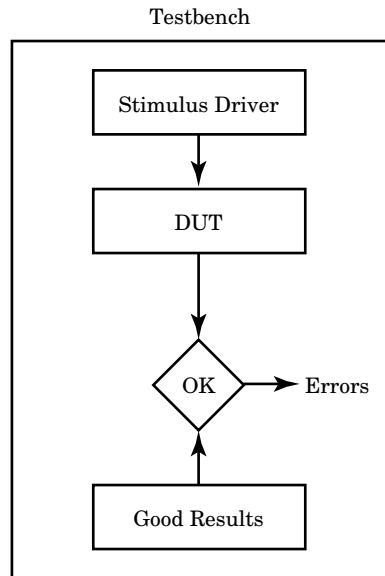 Testbench
Stimulus Driver
DUT
OK
Errors
Good Results